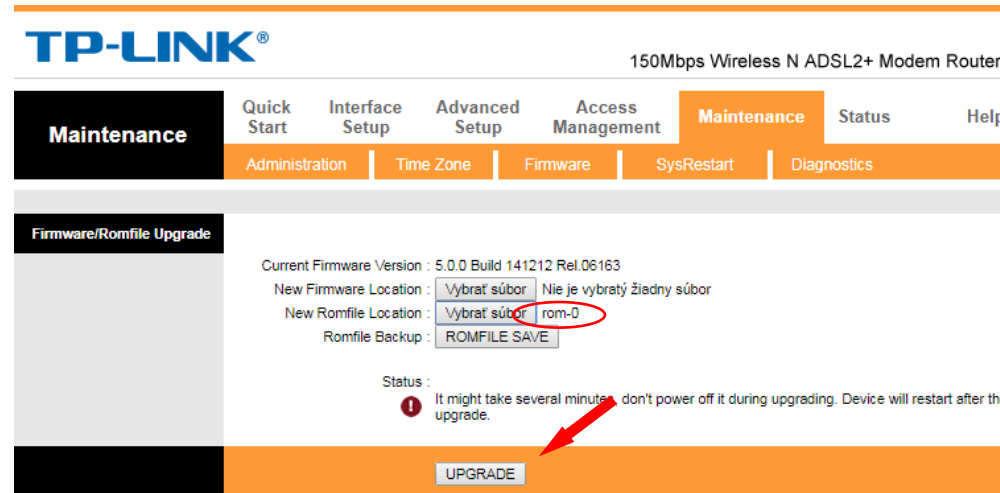 TP-LINK®
150Mbps Wireless N ADSL2+ Modem Router
Maintenance
Quick Start
Interface Setup
Advanced Setup
Access Management
Maintenance
Status
Help
Administration
Time Zone
Firmware
SysRestart
Diagnostics
Firmware/Romfile Upgrade
Current Firmware Version : 5.0.0 Build 141212 Rel.06163
New Firmware Location : Vybrať súbor Nie je vybratý žiadny súbor
New Romfile Location : Vybrať súbor rom-0
Romfile Backup : ROMFILE SAVE
Status :
It might take several minutes, don't power off it during upgrading. Device will restart after th
upgrade.
UPGRADE